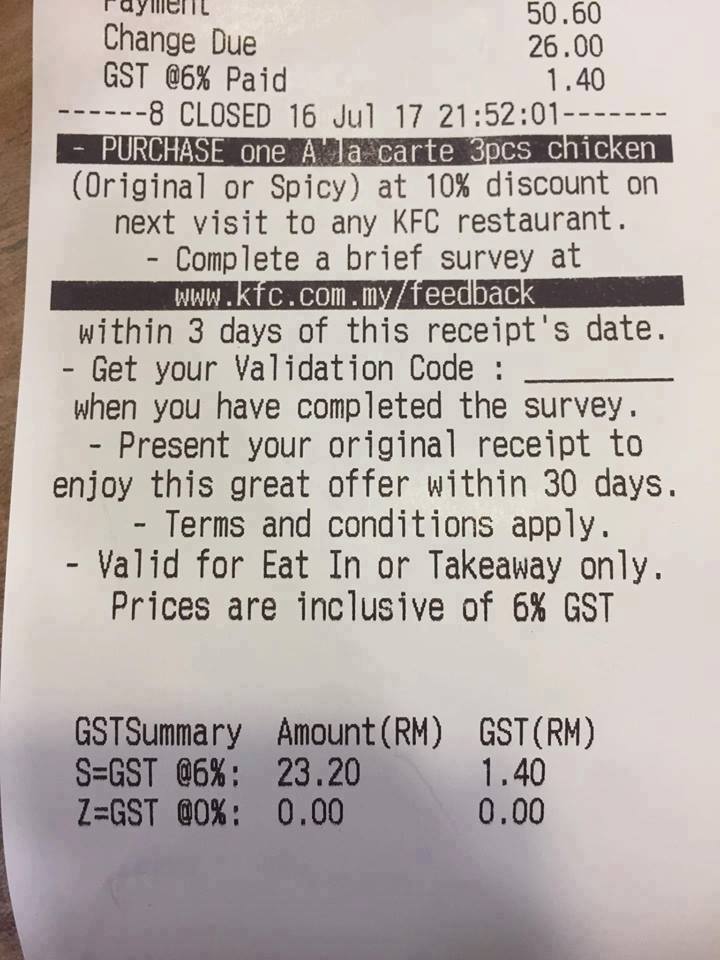 Payment 50.60
Change Due 26.00
GST @6% Paid 1.40
------8 CLOSED 16 Jul 17 21:52:01-------
- PURCHASE one A'la carte 3pcs chicken
(Original or Spicy) at 10% discount on
next visit to any KFC restaurant.
- Complete a brief survey at
www.kfc.com.my/feedback
within 3 days of this receipt's date.
- Get your Validation Code : __________
when you have completed the survey.
- Present your original receipt to
enjoy this great offer within 30 days.
- Terms and conditions apply.
- Valid for Eat In or Takeaway only.
Prices are inclusive of 6% GST
GSTSummary Amount(RM) GST(RM)
S=GST @6%: 23.20 1.40
Z=GST @0%: 0.00 0.00